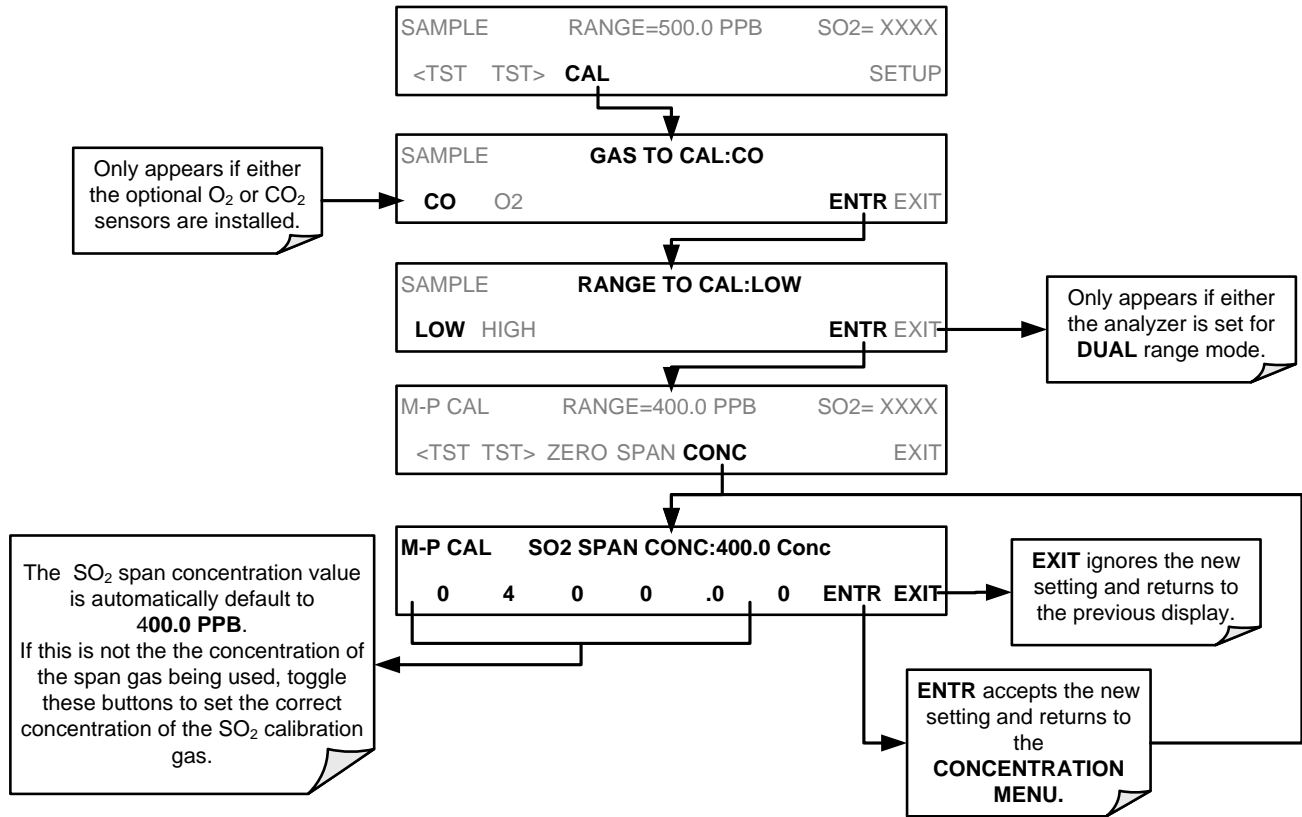 SAMPLE RANGE=500.0 PPB SO2= XXXX
<TST TST> CAL SETUP
Only appears if either
the optional O₂ or CO₂
sensors are installed.
SAMPLE GAS TO CAL:CO
CO O2 ENTR EXIT
SAMPLE RANGE TO CAL:LOW
LOW HIGH ENTR EXIT
Only appears if either
the analyzer is set for
DUAL range mode.
M-P CAL RANGE=400.0 PPB SO2= XXXX
<TST TST> ZERO SPAN CONC EXIT
M-P CAL SO2 SPAN CONC:400.0 Conc
0 4 0 0 .0 0 ENTR EXIT
The SO₂ span concentration value
is automatically default to
400.0 PPB.
If this is not the the concentration of
the span gas being used, toggle
these buttons to set the correct
concentration of the SO₂ calibration
gas.
EXIT ignores the new
setting and returns to
the previous display.
ENTR accepts the new
setting and returns to
the
CONCENTRATION
MENU.